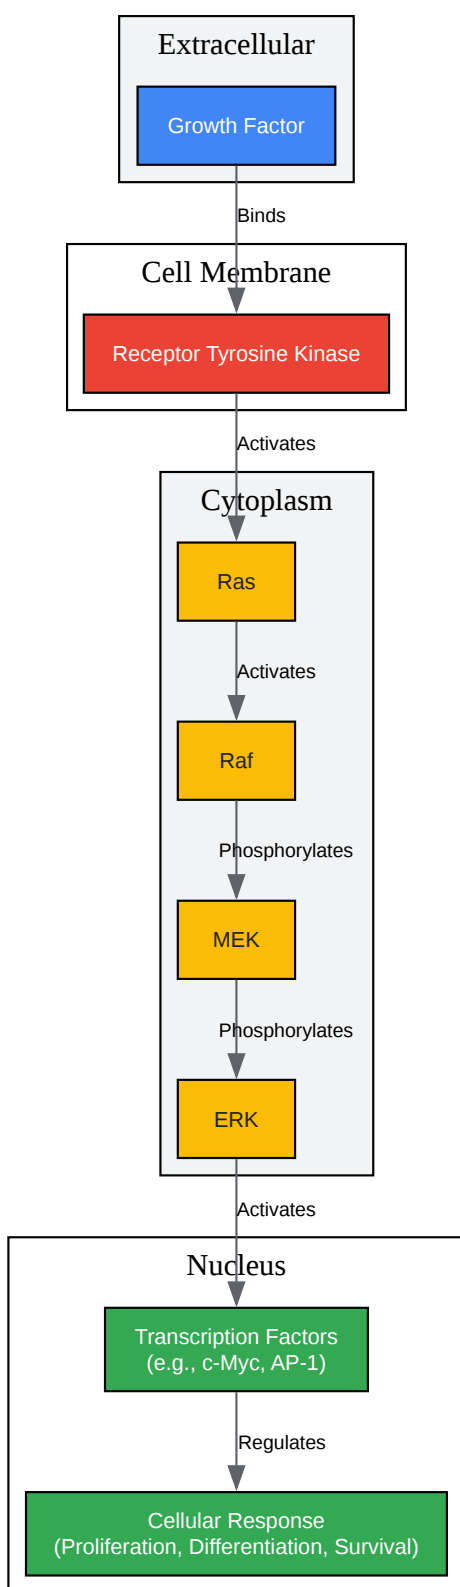 Extracellular
Growth Factor
Binds
Cell Membrane
Receptor Tyrosine Kinase
Activates
Cytoplasm
Ras
Activates
Raf
Phosphorylates
MEK
Phosphorylates
ERK
Activates
Nucleus
Transcription Factors
(e.g., c-Myc, AP-1)
Regulates
Cellular Response
(Proliferation, Differentiation, Survival)